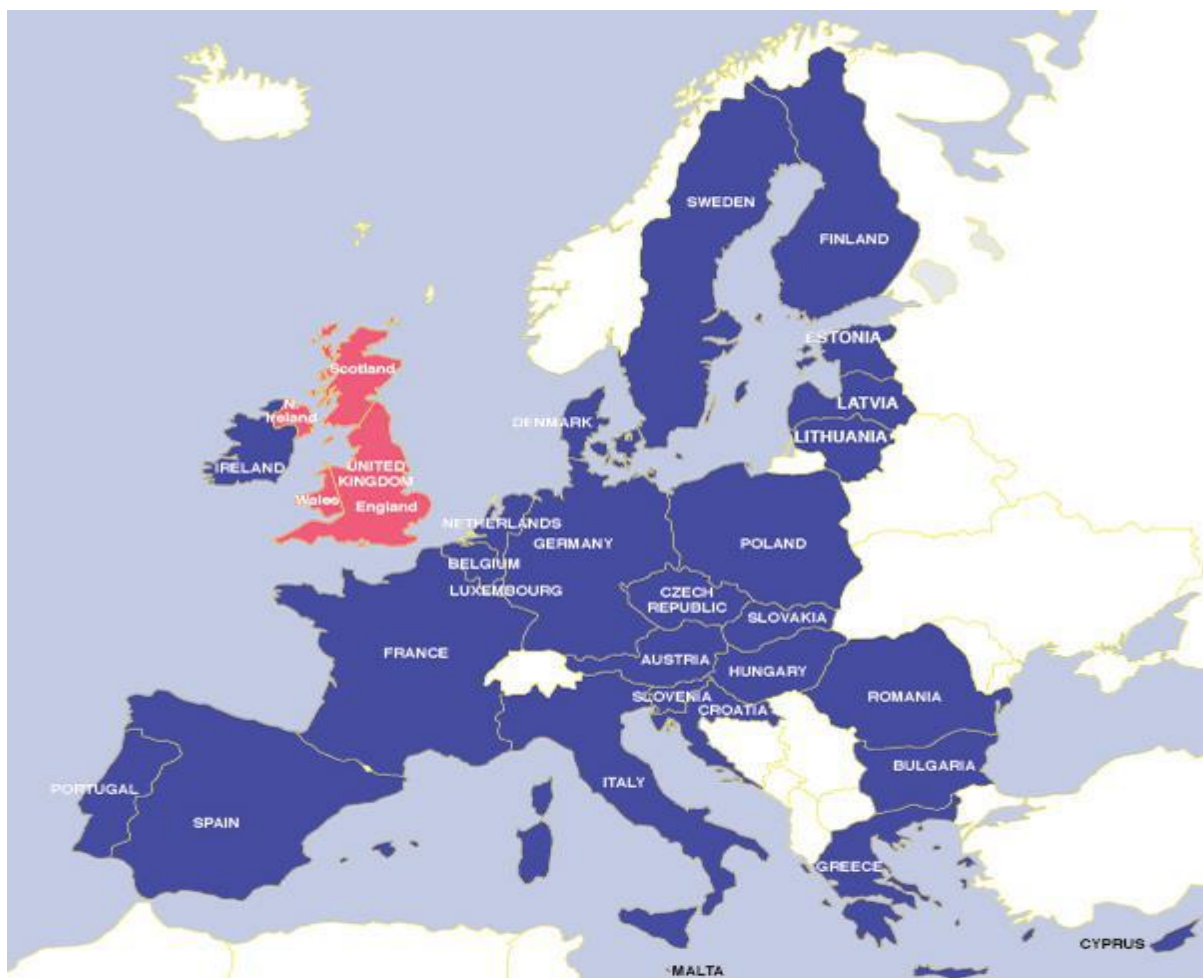 SWEDEN
FINLAND
ESTONIA
Scotland
LATVIA
N.
Ireland
DENMARK
LITHUANIA
IRELAND
UNITED
KINGDOM
Wales
England
NETHERLANDS
GERMANY
POLAND
BELGIUM
LUXEMBOURG
CZECH
REPUBLIC
SLOVAKIA
FRANCE
AUSTRIA
HUNGARY
SLOVENIA
CROATIA
ROMANIA
BULGARIA
ITALY
PORTUGAL
SPAIN
GREECE
CYPRUS
MALTA